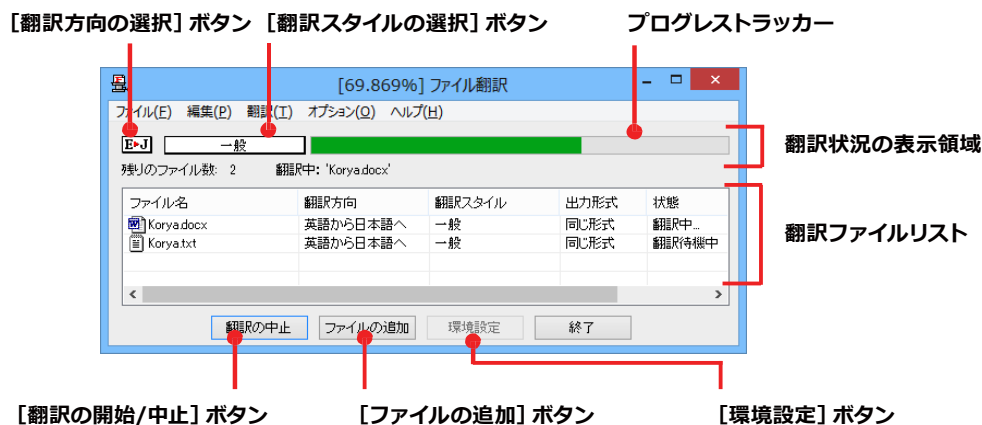 [翻訳方向の選択] ボタン [翻訳スタイルの選択] ボタン プログレストラッカー
[69.869%] ファイル翻訳
ファイル(F) 編集(P) 翻訳(T) オプション(O) ヘルプ(H)
E▸J 一般
翻訳状況の表示領域
残りのファイル数: 2 翻訳中: 'Korya.docx'
ファイル名 翻訳方向 翻訳スタイル 出力形式 状態
Korya.docx 英語から日本語へ 一般 同じ形式 翻訳中...
Korya.txt 英語から日本語へ 一般 同じ形式 翻訳待機中
翻訳ファイルリスト
翻訳の中止 ファイルの追加 環境設定 終了
[翻訳の開始/中止] ボタン [ファイルの追加] ボタン [環境設定] ボタン